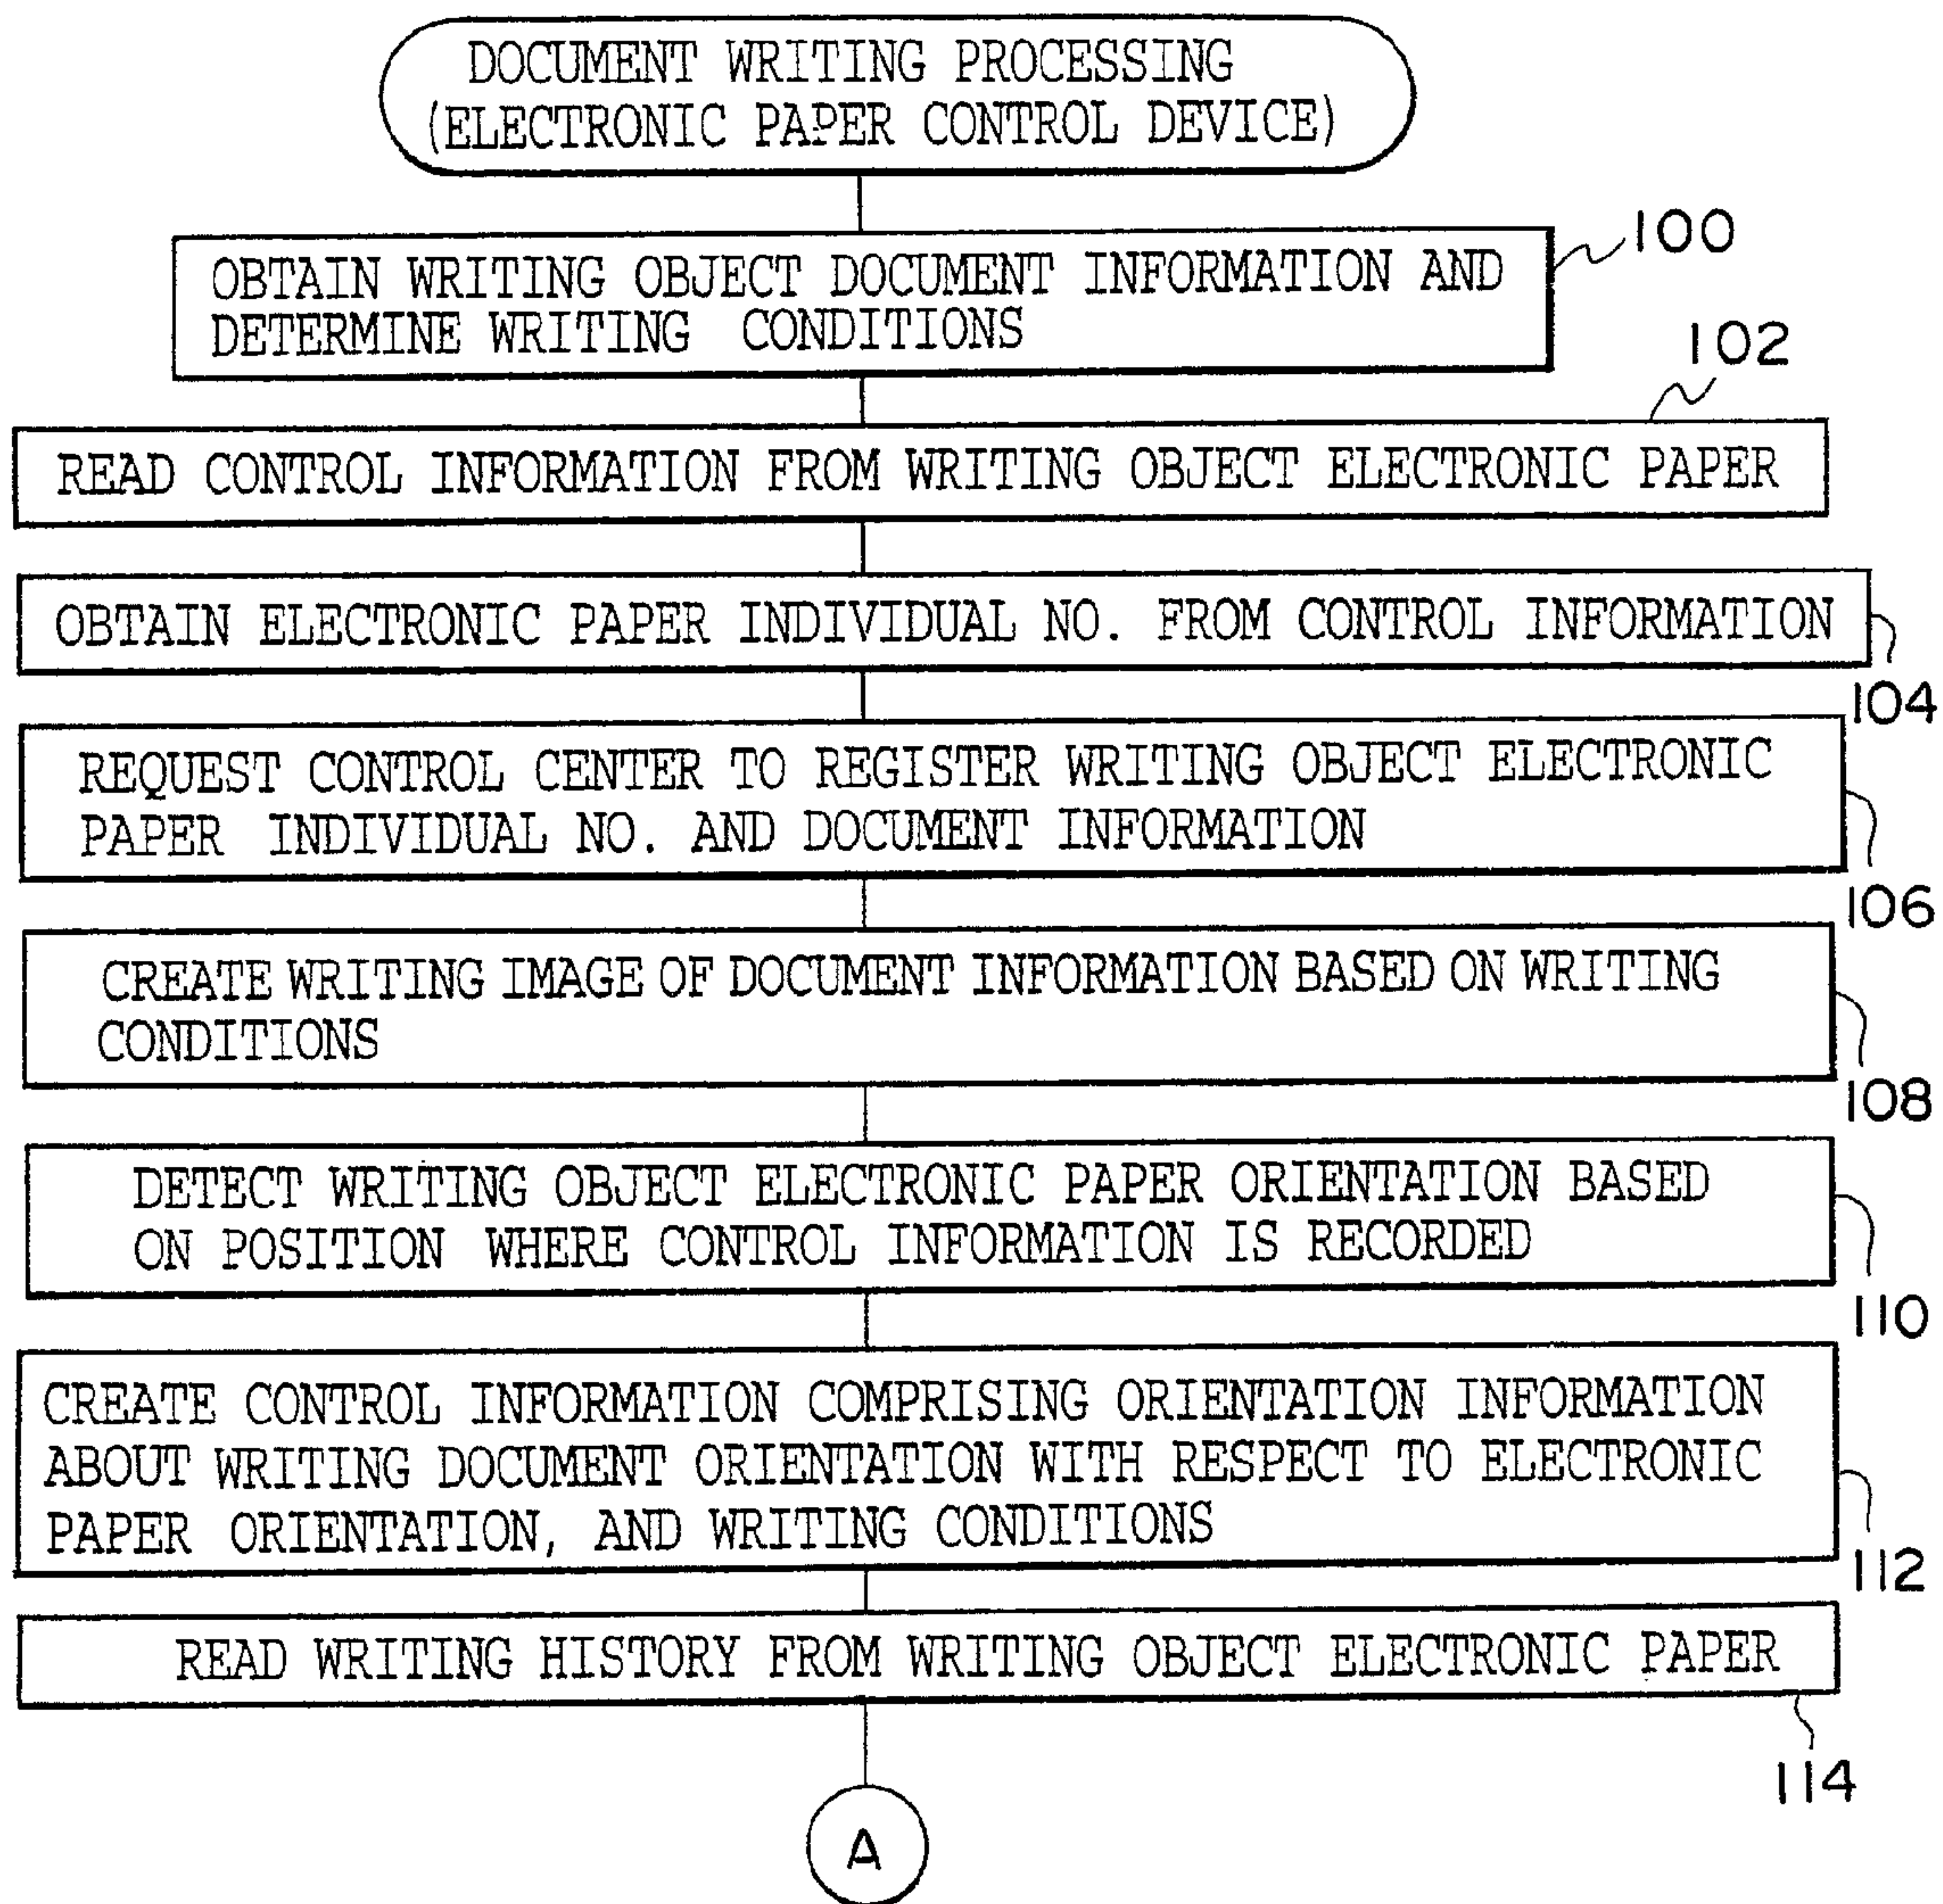 DOCUMENT WRITING PROCESSING
(ELECTRONIC PAPER CONTROL DEVICE)
100
OBTAIN WRITING OBJECT DOCUMENT INFORMATION AND
DETERMINE WRITING CONDITIONS
102
READ CONTROL INFORMATION FROM WRITING OBJECT ELECTRONIC PAPER
OBTAIN ELECTRONIC PAPER INDIVIDUAL NO. FROM CONTROL INFORMATION
104
REQUEST CONTROL CENTER TO REGISTER WRITING OBJECT ELECTRONIC
PAPER INDIVIDUAL NO. AND DOCUMENT INFORMATION
106
CREATE WRITING IMAGE OF DOCUMENT INFORMATION BASED ON WRITING
CONDITIONS
108
DETECT WRITING OBJECT ELECTRONIC PAPER ORIENTATION BASED
ON POSITION WHERE CONTROL INFORMATION IS RECORDED
110
CREATE CONTROL INFORMATION COMPRISING ORIENTATION INFORMATION
ABOUT WRITING DOCUMENT ORIENTATION WITH RESPECT TO ELECTRONIC
PAPER ORIENTATION, AND WRITING CONDITIONS
112
READ WRITING HISTORY FROM WRITING OBJECT ELECTRONIC PAPER
114
A